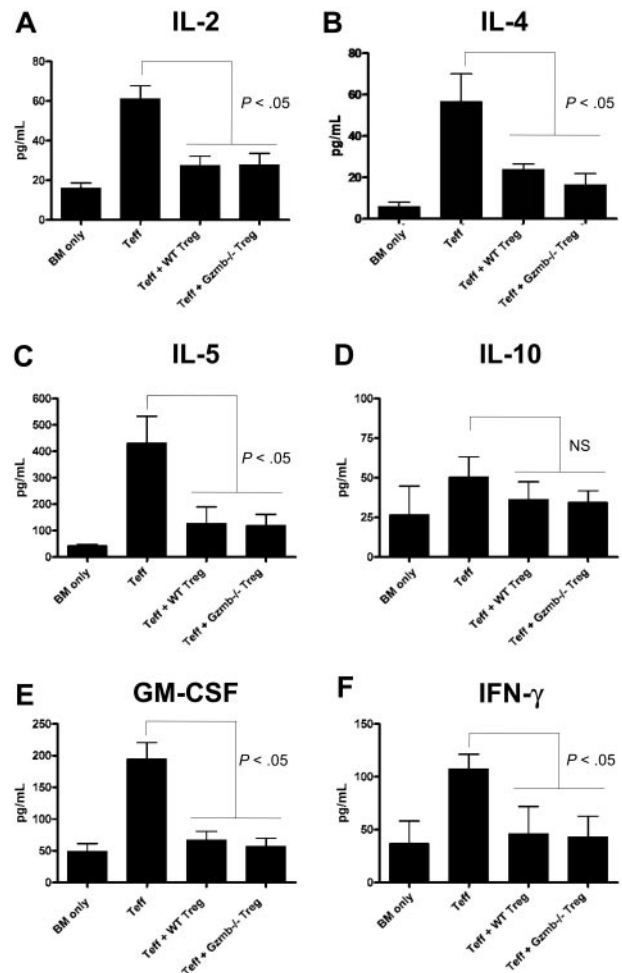 A
IL-2
pg/mL
80
60
40
20
0
P < .05
BM only
Teff
Teff + WT Treg
Teff + Gzmb-/- Treg
B
IL-4
pg/mL
80
60
40
20
0
P < .05
BM only
Teff
Teff + WT Treg
Teff + Gzmb-/- Treg
C
IL-5
pg/mL
600
500
400
300
200
100
0
P < .05
BM only
Teff
Teff + WT Treg
Teff + Gzmb-/- Treg
D
IL-10
pg/mL
100
75
50
25
0
NS
BM only
Teff
Teff + WT Treg
Teff + Gzmb-/- Treg
E
GM-CSF
pg/mL
250
200
150
100
50
0
P < .05
BM only
Teff
Teff + WT Treg
Teff + Gzmb-/- Treg
F
IFN-γ
pg/mL
150
100
50
0
P < .05
BM only
Teff
Teff + WT Treg
Teff + Gzmb-/- Treg